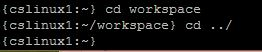 {cslinux1:~} cd workspace
{cslinux1:~/workspace} cd ../
{cslinux1:~}